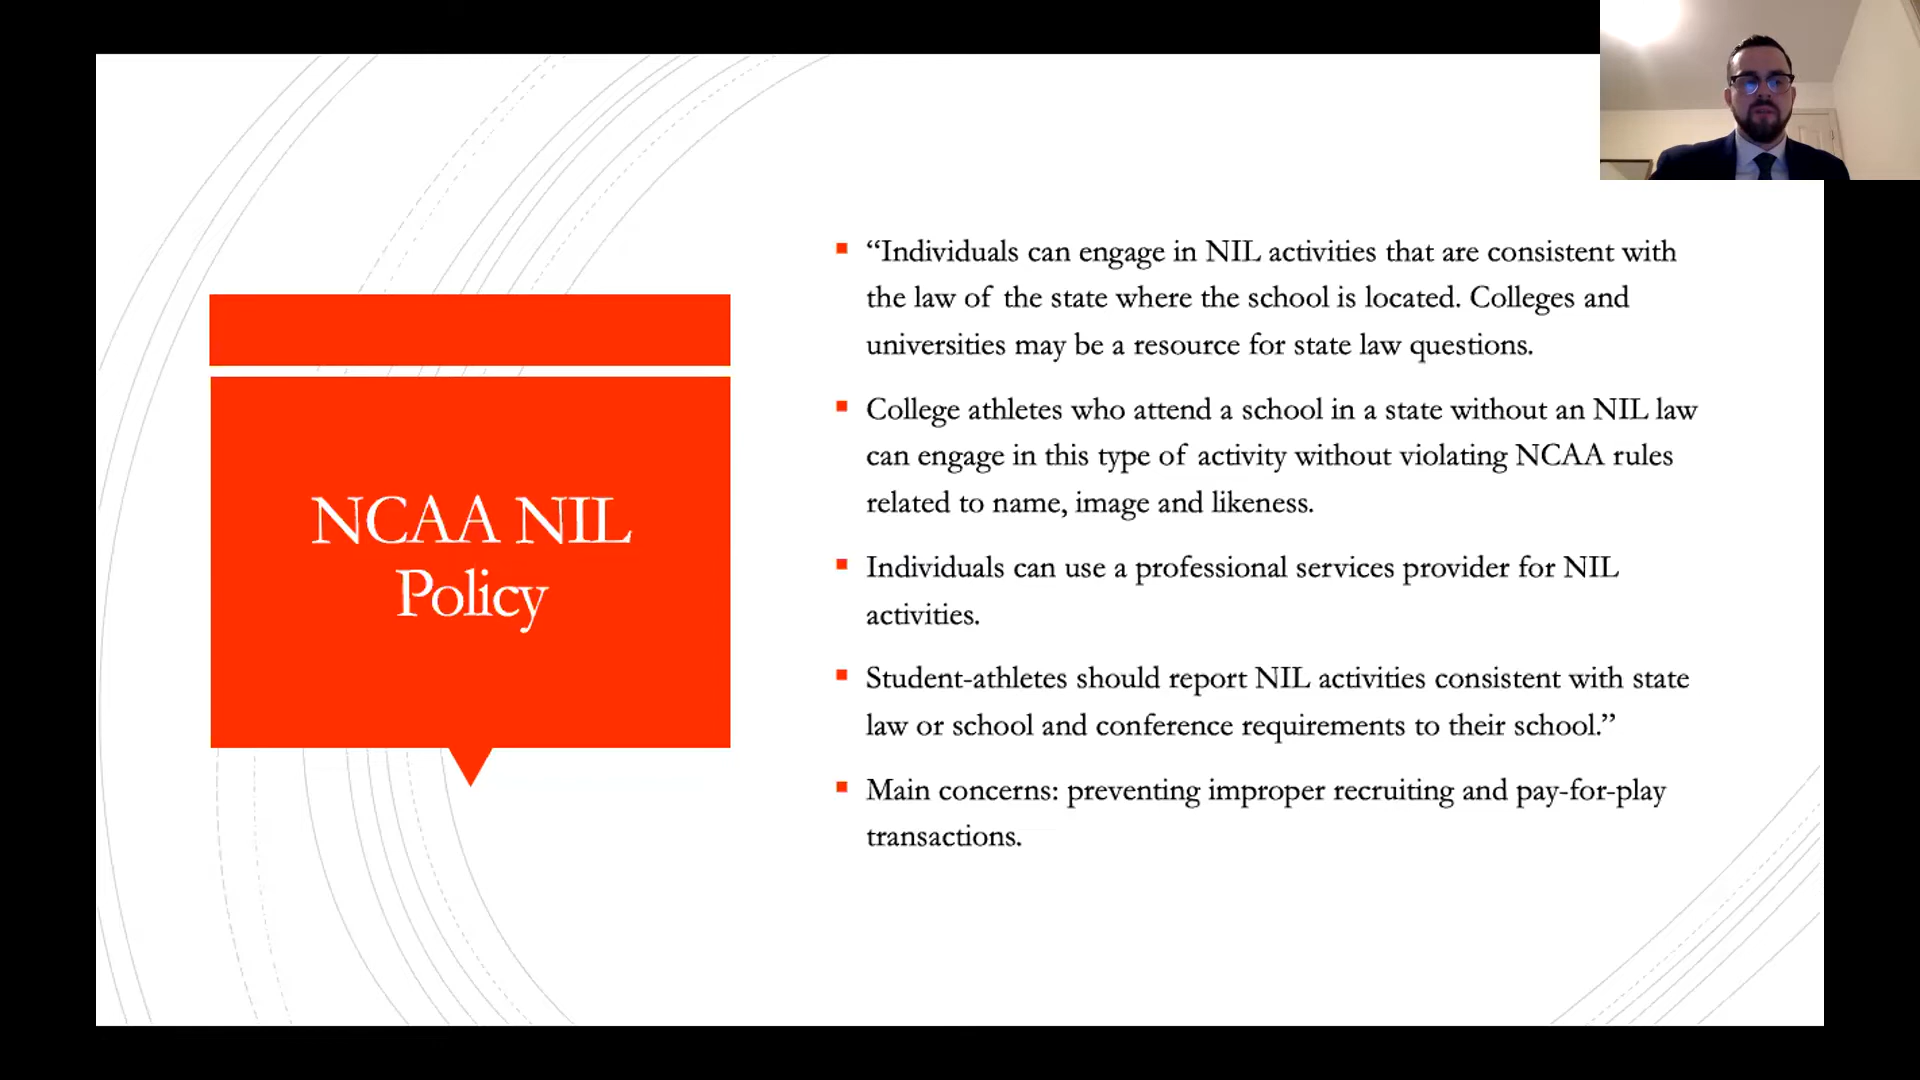 NCAA NIL
Policy
“Individuals can engage in NIL activities that are consistent with
the law of the state where the school is located. Colleges and
universities may be a resource for state law questions.
College athletes who attend a school in a state without an NIL law
can engage in this type of activity without violating NCAA rules
related to name, image and likeness.
Individuals can use a professional services provider for NIL
activities.
Student-athletes should report NIL activities consistent with state
law or school and conference requirements to their school.”
Main concerns: preventing improper recruiting and pay-for-play
transactions.